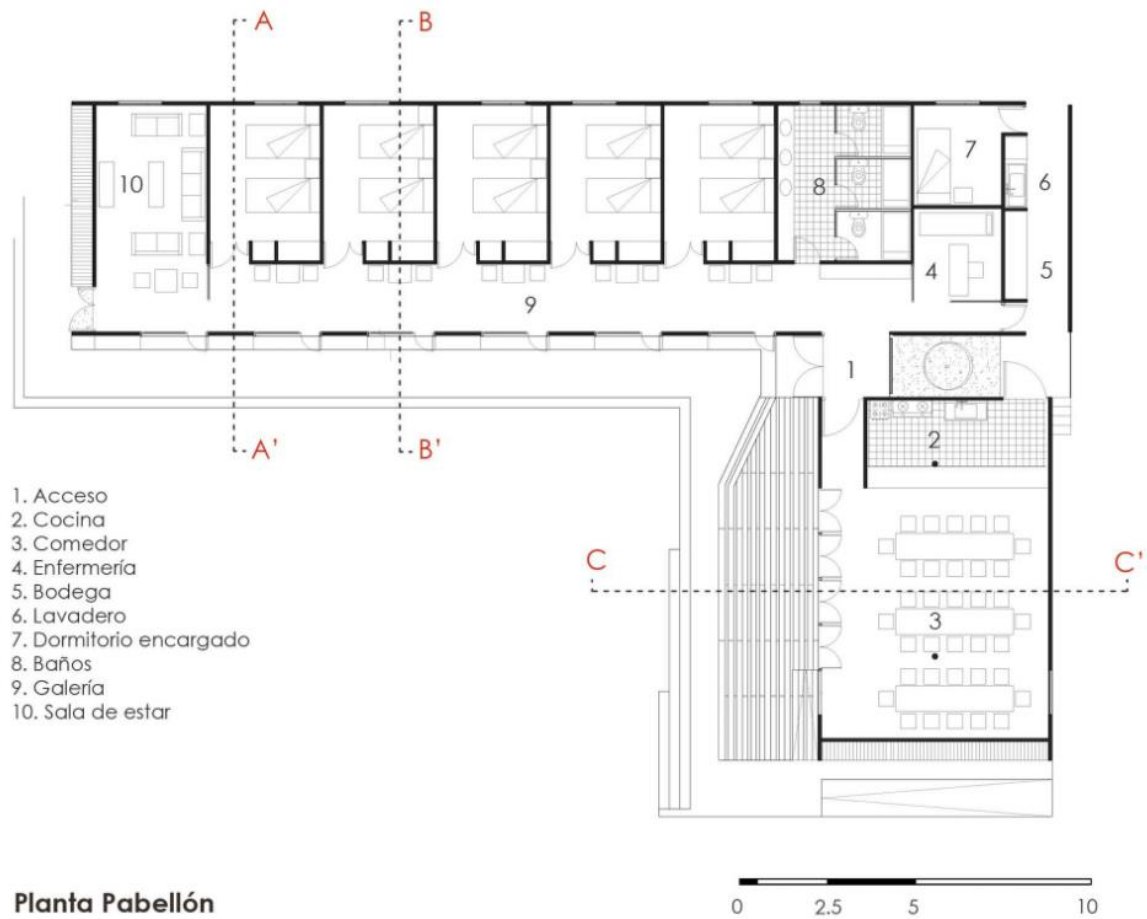 A B
10
7
8
6
4
5
9
1
A' B'
2
1. Acceso
2. Cocina
3. Comedor
4. Enfermería
5. Bodega
6. Lavadero
7. Dormitorio encargado
8. Baños
9. Galería
10. Sala de estar
C C'
3
Planta Pabellón
0 2.5 5 10